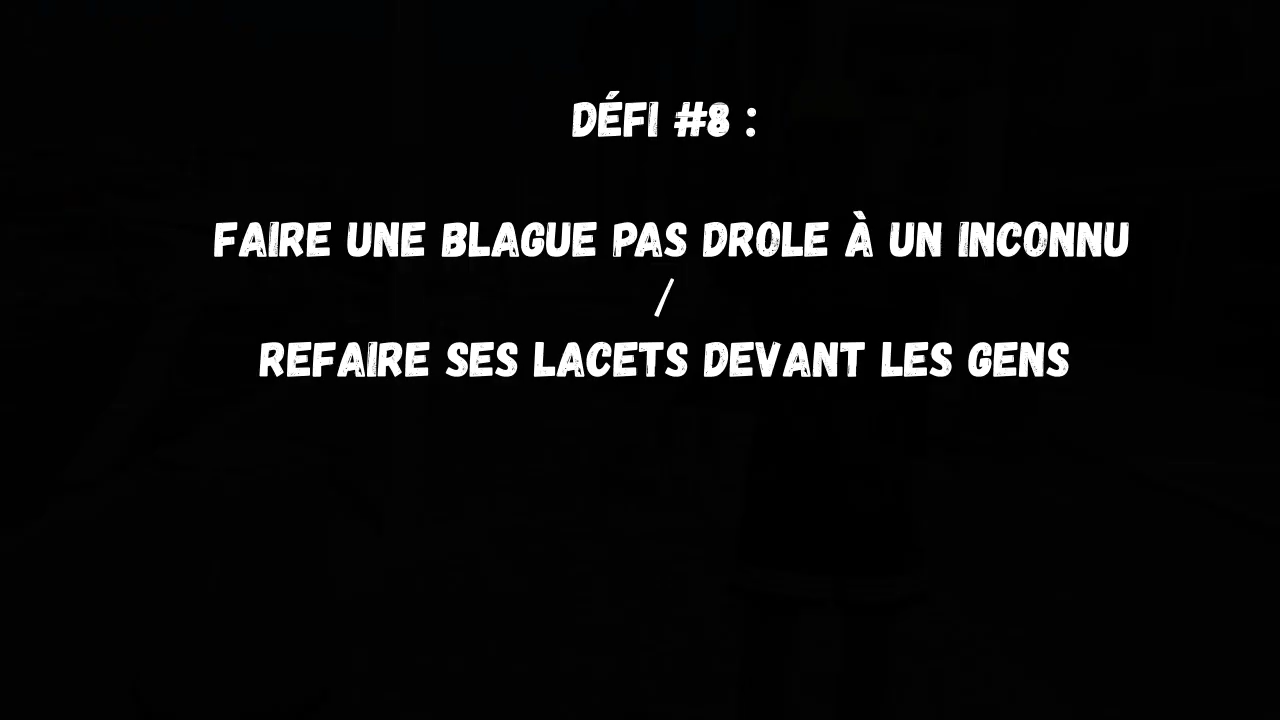 DÉFI #8 :
FAIRE UNE BLAGUE PAS DROLE À UN INCONNU
/
REFAIRE SES LACETS DEVANT LES GENS